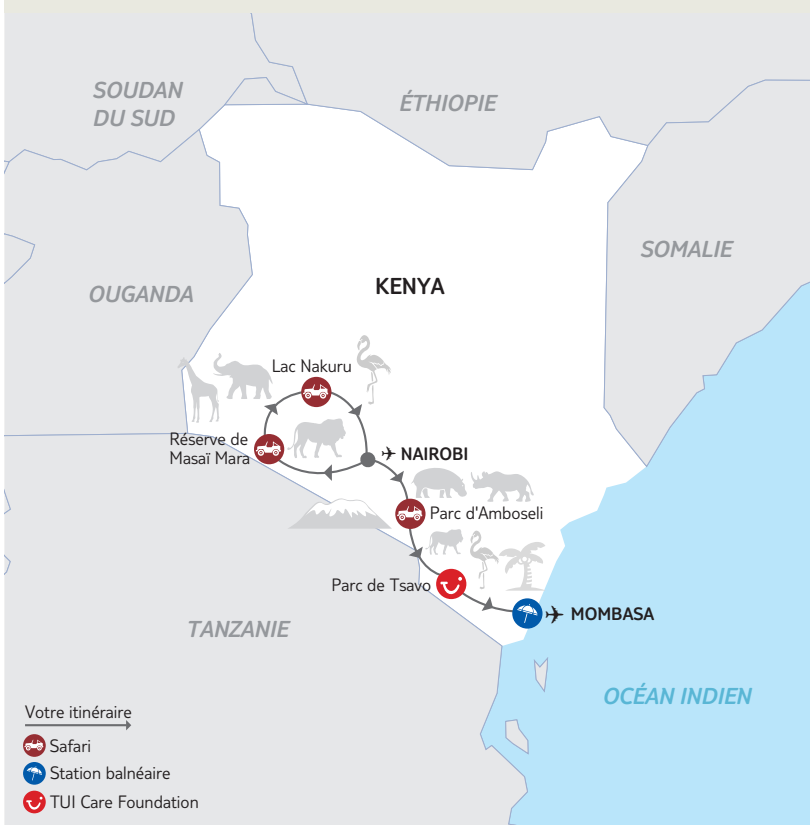 SOUDAN
DU SUD
ÉTHIOPIE
SOMALIE
OUGANDA
KENYA
Lac Nakuru
Réserve de
Masaï Mara
NAIROBI
Parc d'Amboseli
Parc de Tsavo
MOMBASA
TANZANIE
OCÉAN INDIEN
Votre itinéraire
Safari
Station balnéaire
TUI Care Foundation